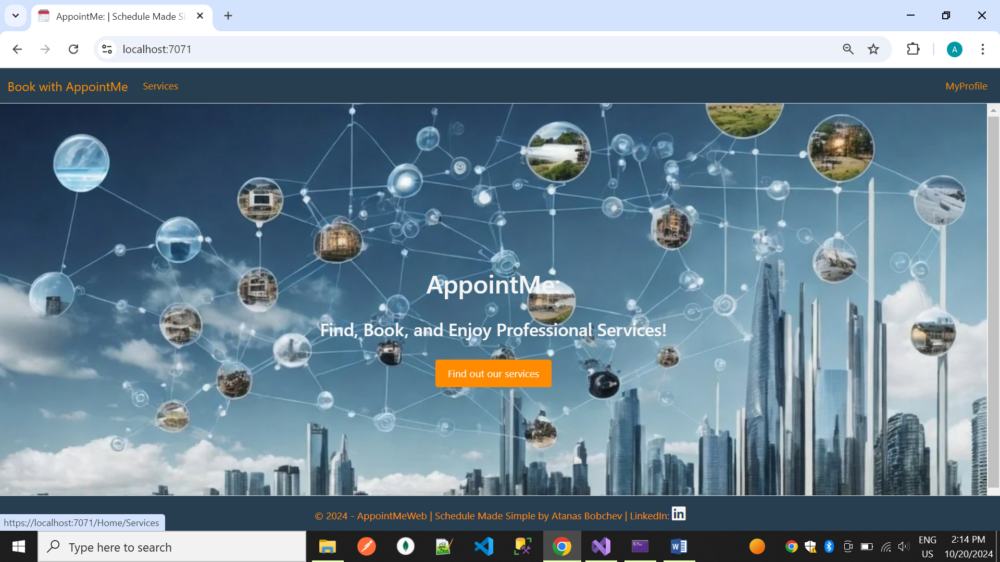 AppointMe: | Schedule Made Si
localhost:7071
A
Book with AppointMe
Services
MyProfile
AppointMe:
Find, Book, and Enjoy Professional Services!
Find out our services
© 2024 - AppointMeWeb | Schedule Made Simple by Atanas Bobchev | LinkedIn: in
https://localhost:7071/Home/Services
Type here to search
ENG
US
2:14 PM
10/20/2024